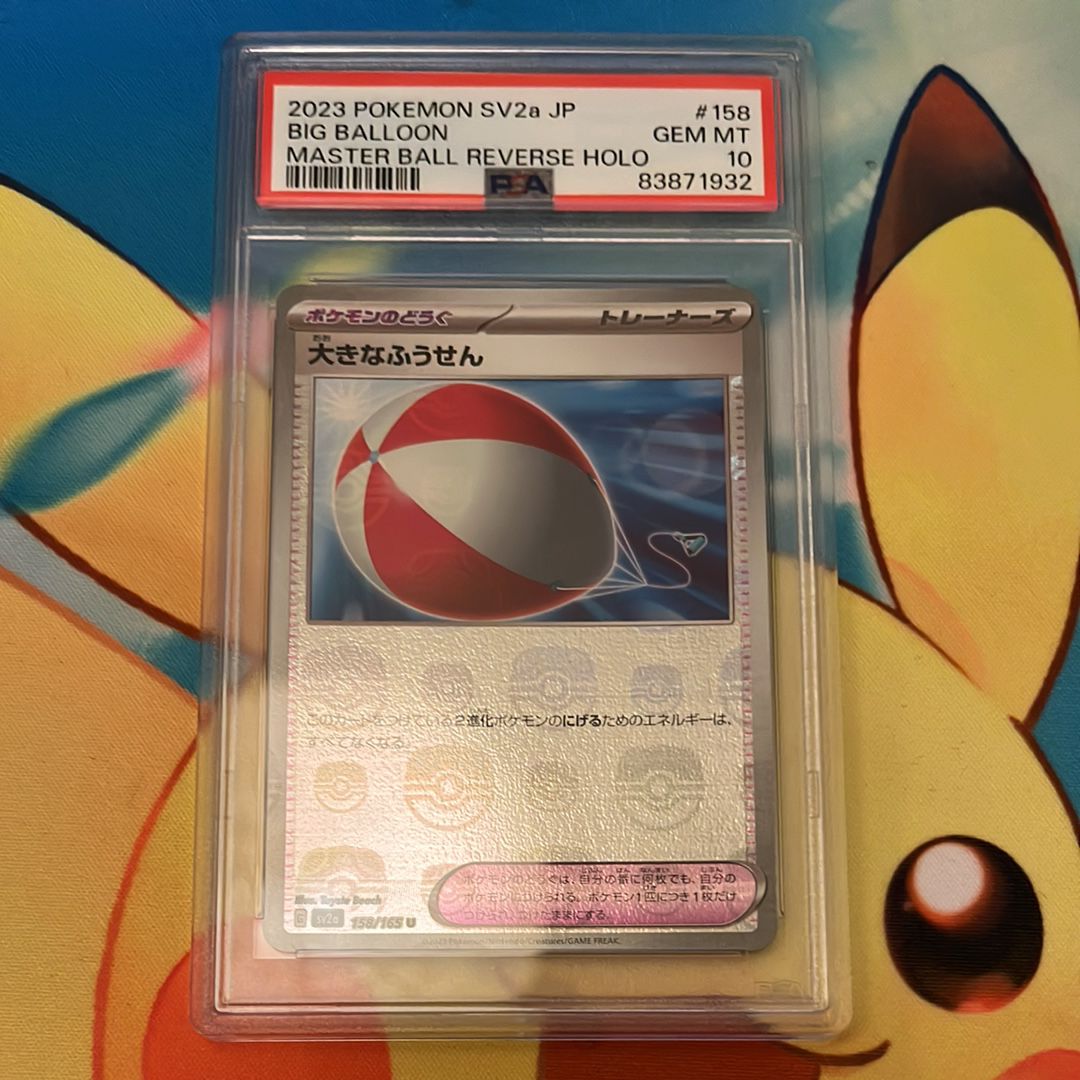 2023 POKEMON SV2a JP #158
BIG BALLOON GEM MT
MASTER BALL REVERSE HOLO 10
PSA 83871932
ポケモンのどうぐ トレーナーズ
おお
大きなふうせん
このカードをつけている2進化ポケモンのにげるためのエネルギーは、
すべてなくなる。
ポケモンのどうぐは、自分の番に何枚でも、自分の
ポケモンにつけられる。ポケモン1匹につき1枚だけ
つけられ、つけたままにする。
Illus. Toyste Beach
G sv2a 158/165 U
©2023 Pokémon/Nintendo/Creatures/GAME FREAK.